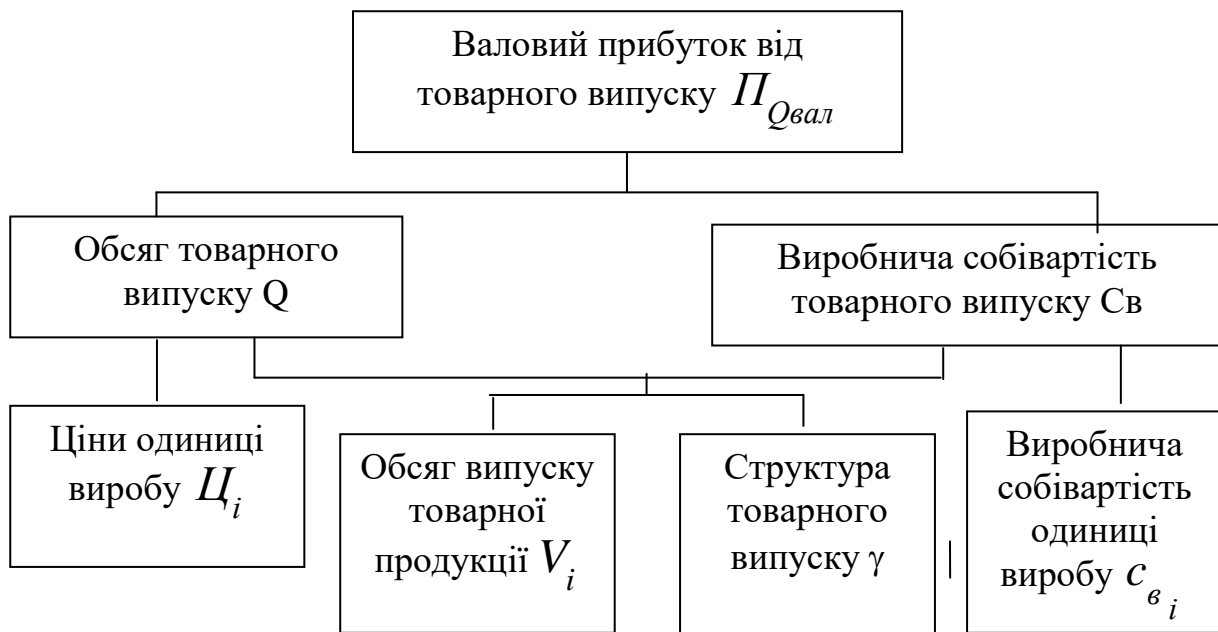 Валовий прибуток від
товарного випуску П_Qвал
Обсяг товарного
випуску Q
Виробнича собівартість
товарного випуску Св
Ціни одиниці
виробу Ц_i
Обсяг випуску
товарної
продукції V_i
Структура
товарного
випуску γ
Виробнича
собівартість
одиниці
виробу с_в_i